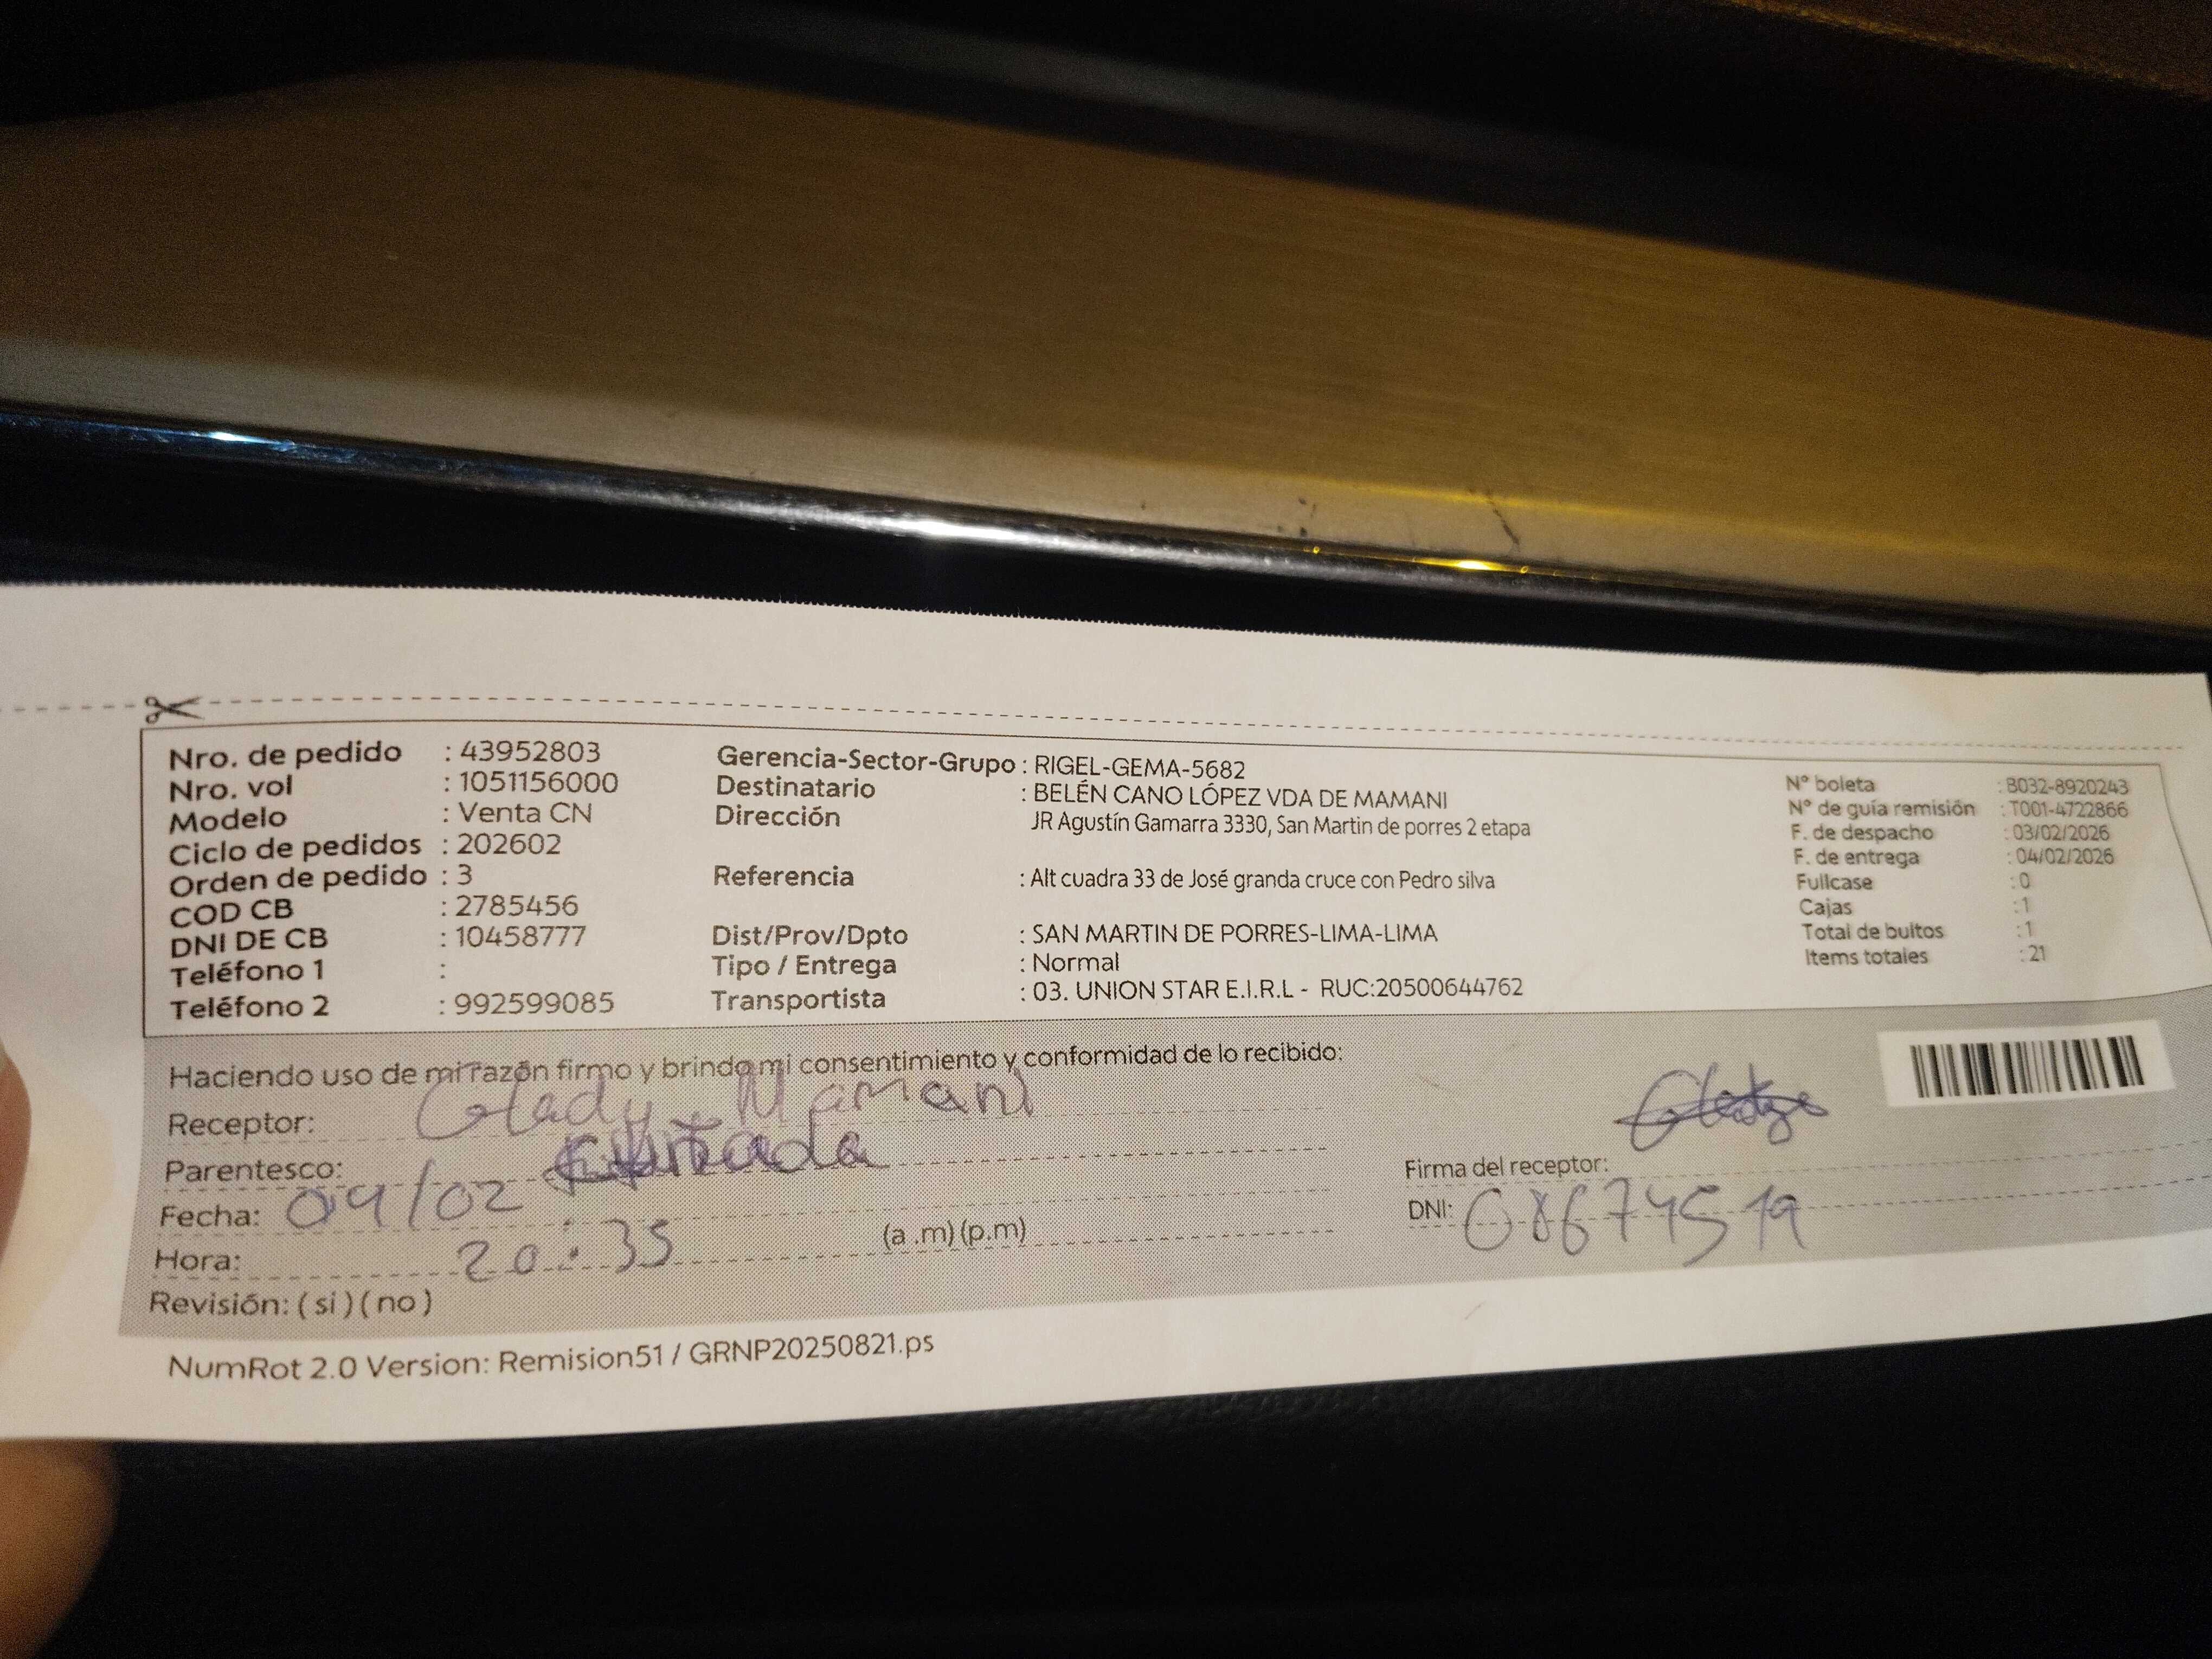 Nro. de pedido : 43952803
Nro. vol : 1051156000
Modelo : Venta CN
Ciclo de pedidos : 202602
Orden de pedido : 3
COD CB : 2785456
DNI DE CB : 10458777
Teléfono 1 :
Teléfono 2 : 992599085
Gerencia-Sector-Grupo : RIGEL-GEMA-5682
Destinatario : BELÉN CANO LÓPEZ VDA DE MAMANI
Dirección JR Agustín Gamarra 3330, San Martin de porres 2 etapa
Referencia : Alt cuadra 33 de José granda cruce con Pedro silva
Dist/Prov/Dpto : SAN MARTIN DE PORRES-LIMA-LIMA
Tipo / Entrega : Normal
Transportista : 03. UNION STAR E.I.R.L - RUC:20500644762
N° boleta : B032-8920243
N° de guía remisión : T001-4722866
F. de despacho : 03/02/2026
F. de entrega : 04/02/2026
Fullcase : 0
Cajas : 1
Total de bultos : 1
Items totales : 21
Haciendo uso de mi razón firmo y brindo mi consentimiento y conformidad de lo recibido:
Receptor: Glady Mamani
Parentesco: Cuñada
Fecha: 04/02
Hora: 20:35 (a .m) (p.m)
Revisión: ( si ) ( no )
Firma del receptor:
DNI: 08674519
NumRot 2.0 Version: Remision51 / GRNP20250821.ps